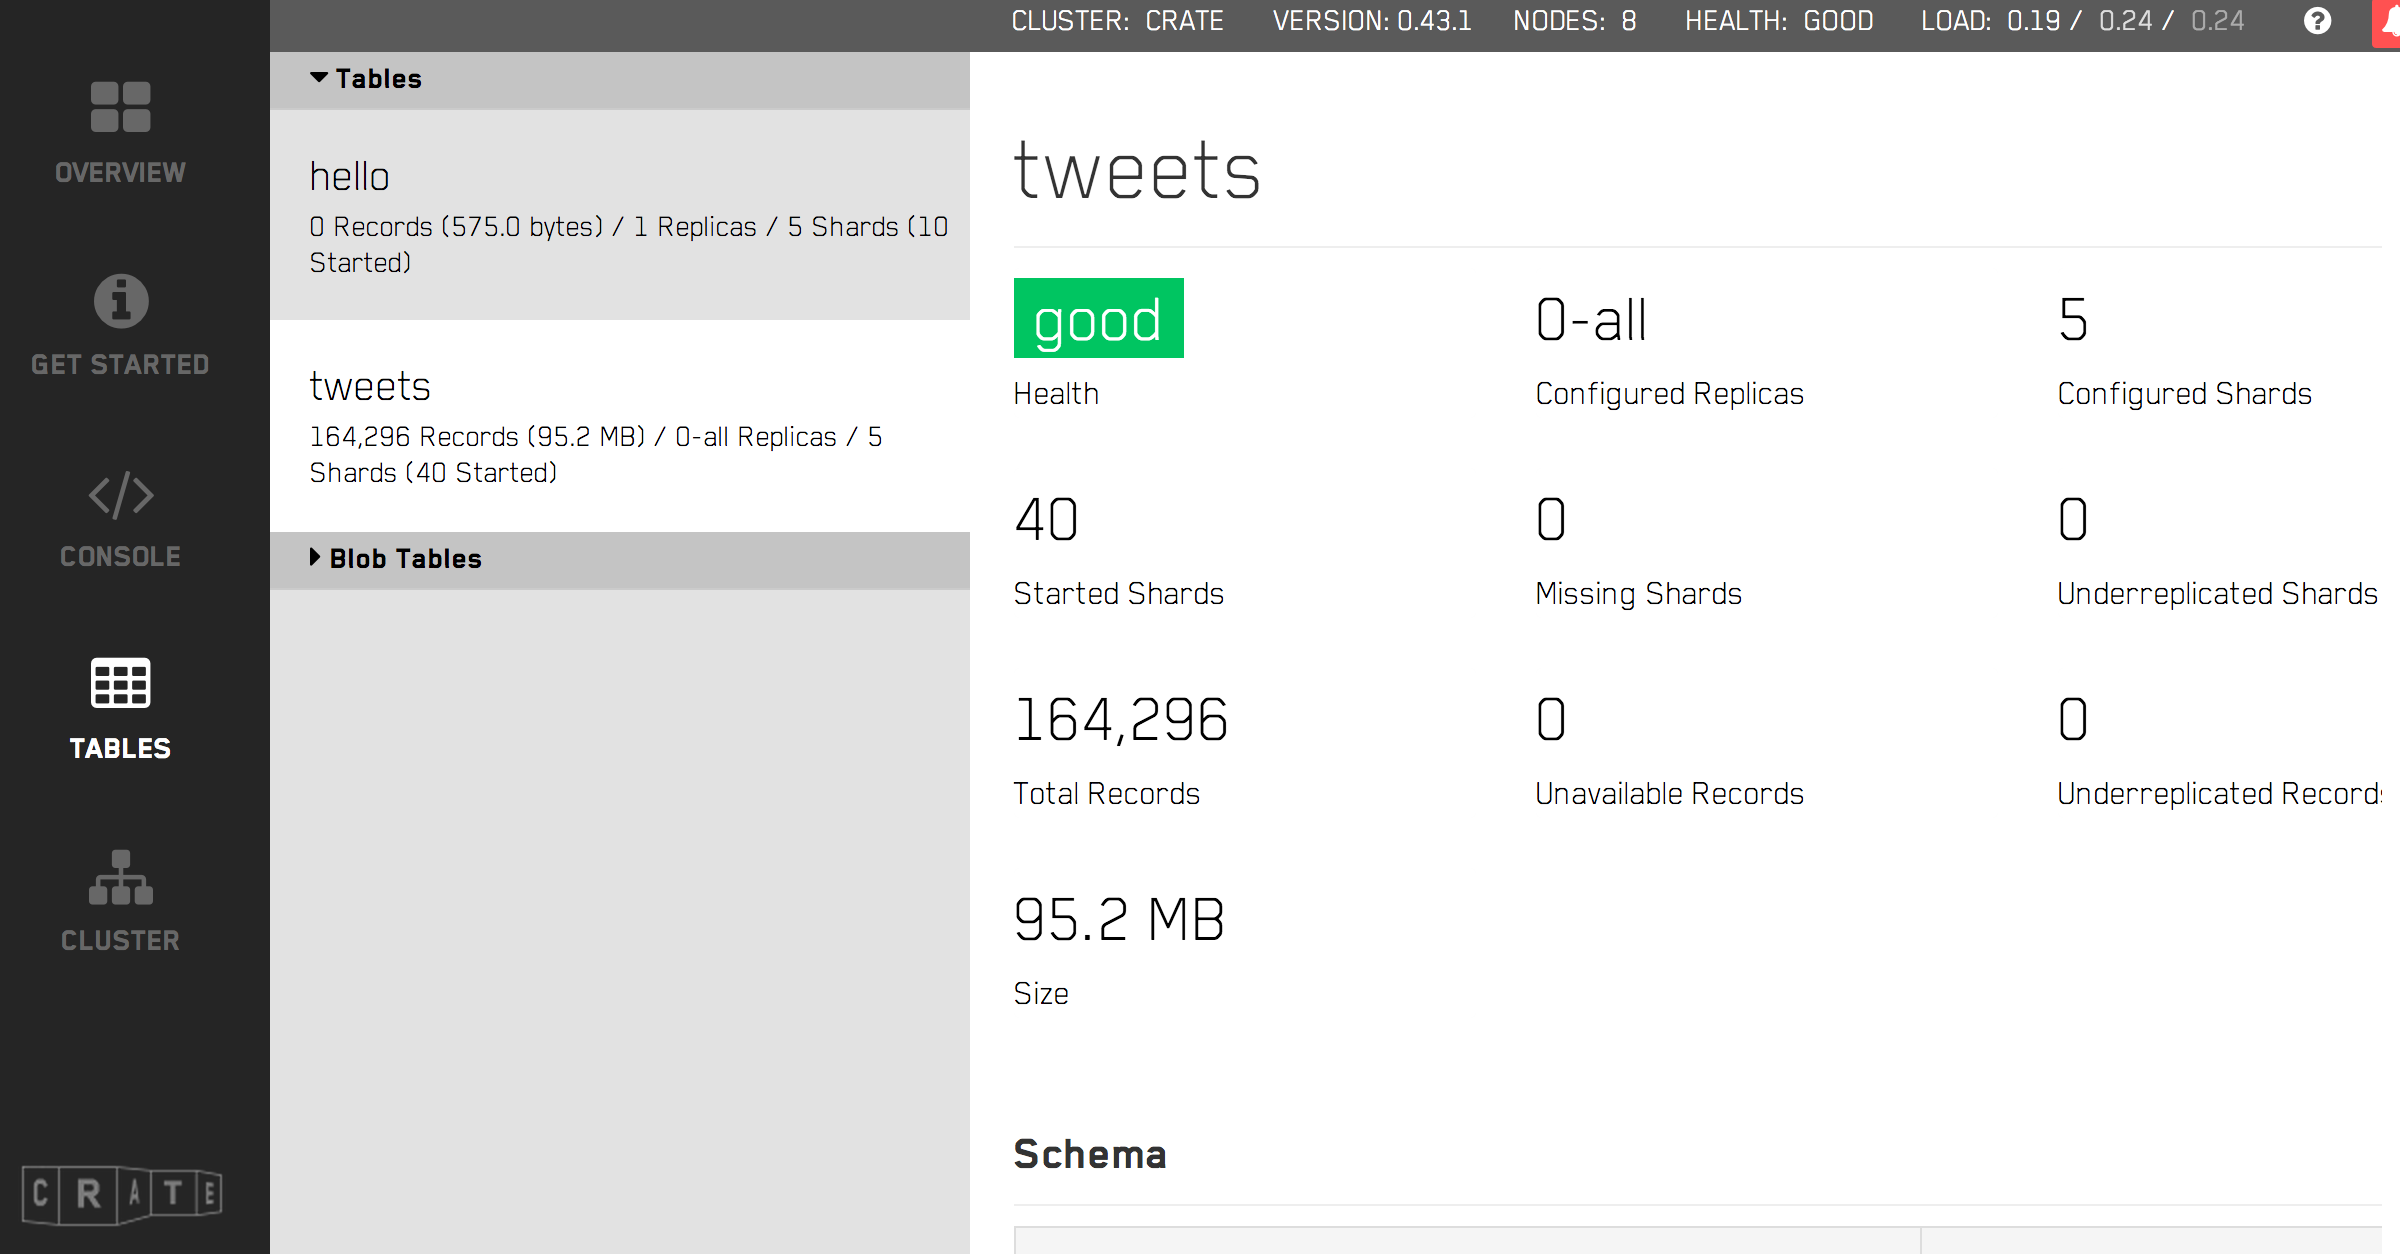 CLUSTER: CRATE VERSION: 0.43.1 NODES: 8 HEALTH: GOOD LOAD: 0.19 / 0.24 / 0.24
OVERVIEW
GET STARTED
CONSOLE
TABLES
CLUSTER
CRATE
Tables
hello
0 Records (575.0 bytes) / 1 Replicas / 5 Shards (10
Started)
tweets
164,296 Records (95.2 MB) / 0-all Replicas / 5
Shards (40 Started)
Blob Tables
tweets
good
Health
0-all
Configured Replicas
5
Configured Shards
40
Started Shards
0
Missing Shards
0
Underreplicated Shards
164,296
Total Records
0
Unavailable Records
0
Underreplicated Records
95.2 MB
Size
Schema